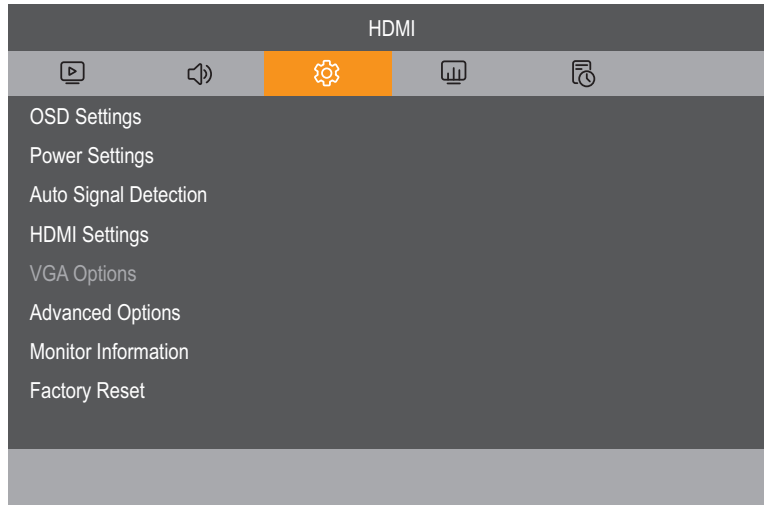 HDMI
OSD Settings
Power Settings
Auto Signal Detection
HDMI Settings
VGA Options
Advanced Options
Monitor Information
Factory Reset